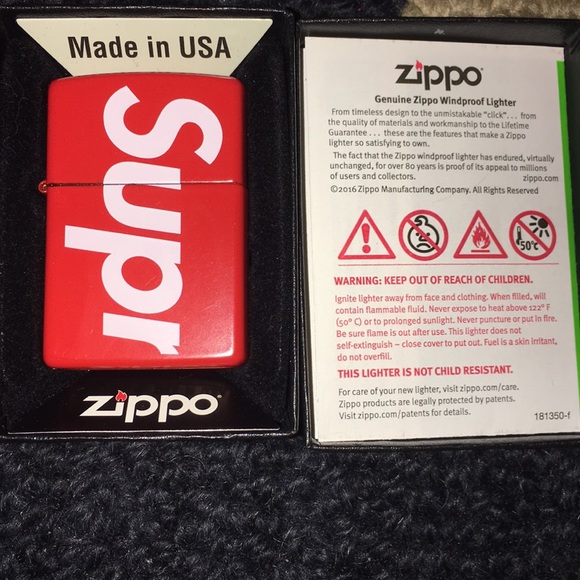 Made in USA
Supr
zippo
zippo
Genuine Zippo Windproof Lighter
From timeless design to the unmistakable "click"... from
the quality of materials and workmanship to the Lifetime
Guarantee ... these are the features that make a Zippo
lighter so satisfying to own.
The fact that the Zippo windproof lighter has endured, virtually
unchanged, for over 80 years is proof of its appeal to millions
of users and collectors. zippo.com
©2016 Zippo Manufacturing Company. All Rights Reserved
50°C
WARNING: KEEP OUT OF REACH OF CHILDREN.
Ignite lighter away from face and clothing. When filled, will
contain flammable fluid. Never expose to heat above 122° F
(50° C) or to prolonged sunlight. Never puncture or put in fire.
Be sure flame is out after use. This lighter does not
self-extinguish – close cover to put out. Fuel is a skin irritant,
do not overfill.
THIS LIGHTER IS NOT CHILD RESISTANT.
For care of your new lighter, visit zippo.com/care.
Zippo products are legally protected by patents.
Visit zippo.com/patents for details. 181350-f